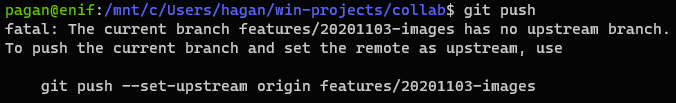 pagan@enif:/mnt/c/Users/hagan/win-projects/collab$ git push
fatal: The current branch features/20201103-images has no upstream branch.
To push the current branch and set the remote as upstream, use
git push --set-upstream origin features/20201103-images